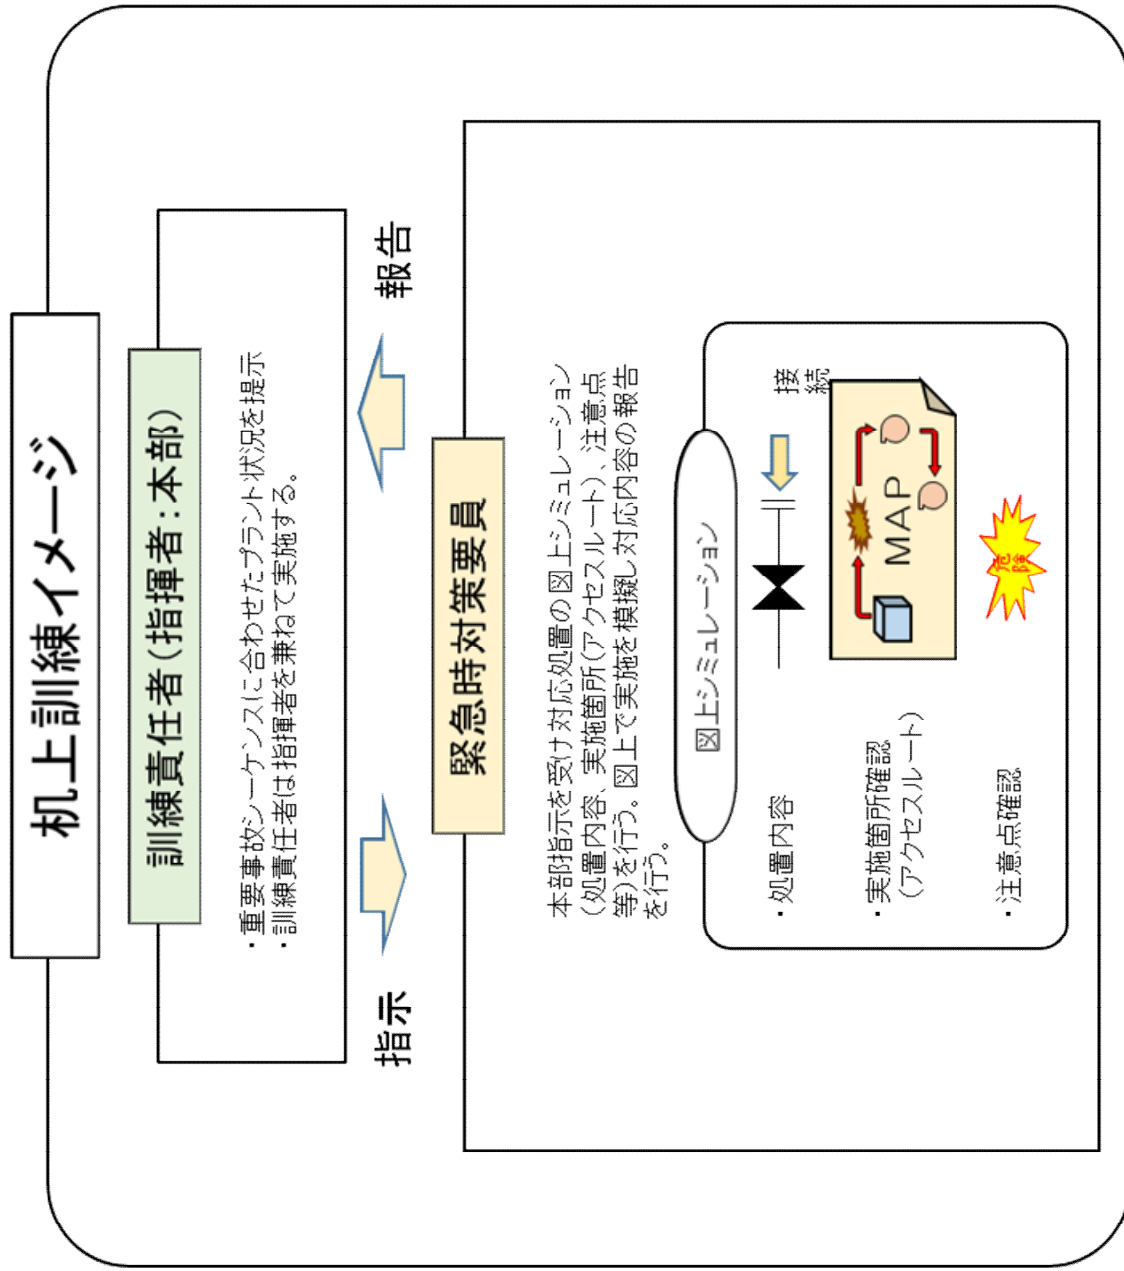 机上訓練イメージ
訓練責任者(指揮者:本部)
・重要事故シーケンスに合わせたプラント状況を提示
・訓練責任者は指揮者を兼ねて実施する。
指示
報告
緊急時対策要員
本部指示を受け対応処置の図上シミュレーション
(処置内容、実施箇所(アクセスルート)、注意点
等)を行う。図上で実施を模擬し対応内容の報告
を行う。
図上シミュレーション
・処置内容
接
続
・実施箇所確認
(アクセスルート)
MAP
・注意点確認
危
険